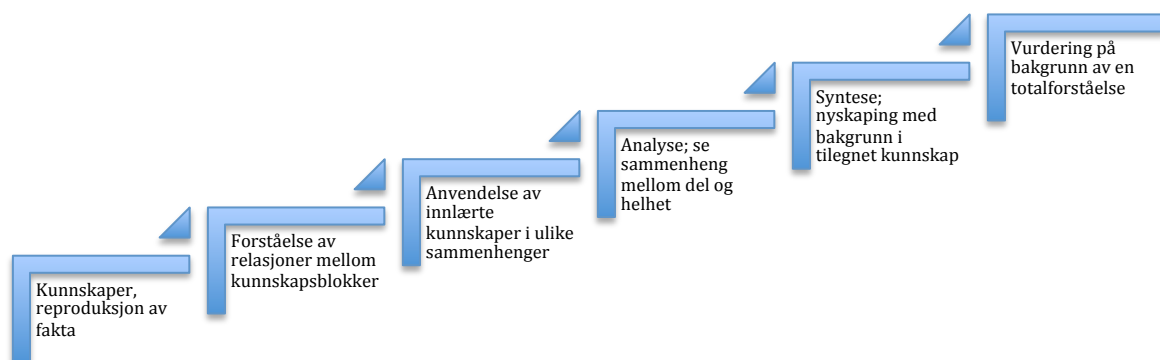 Kunnskaper,
reproduksjon av
fakta
Forståelse av
relasjoner mellom
kunnskapsblokker
Anvendelse av
innlærte
kunnskaper i ulike
sammenhenger
Analyse; se
sammenheng
mellom del og
helhet
Syntese;
nyskaping med
bakgrunn i
tilegnet kunnskap
Vurdering på
bakgrunn av en
totalforståelse